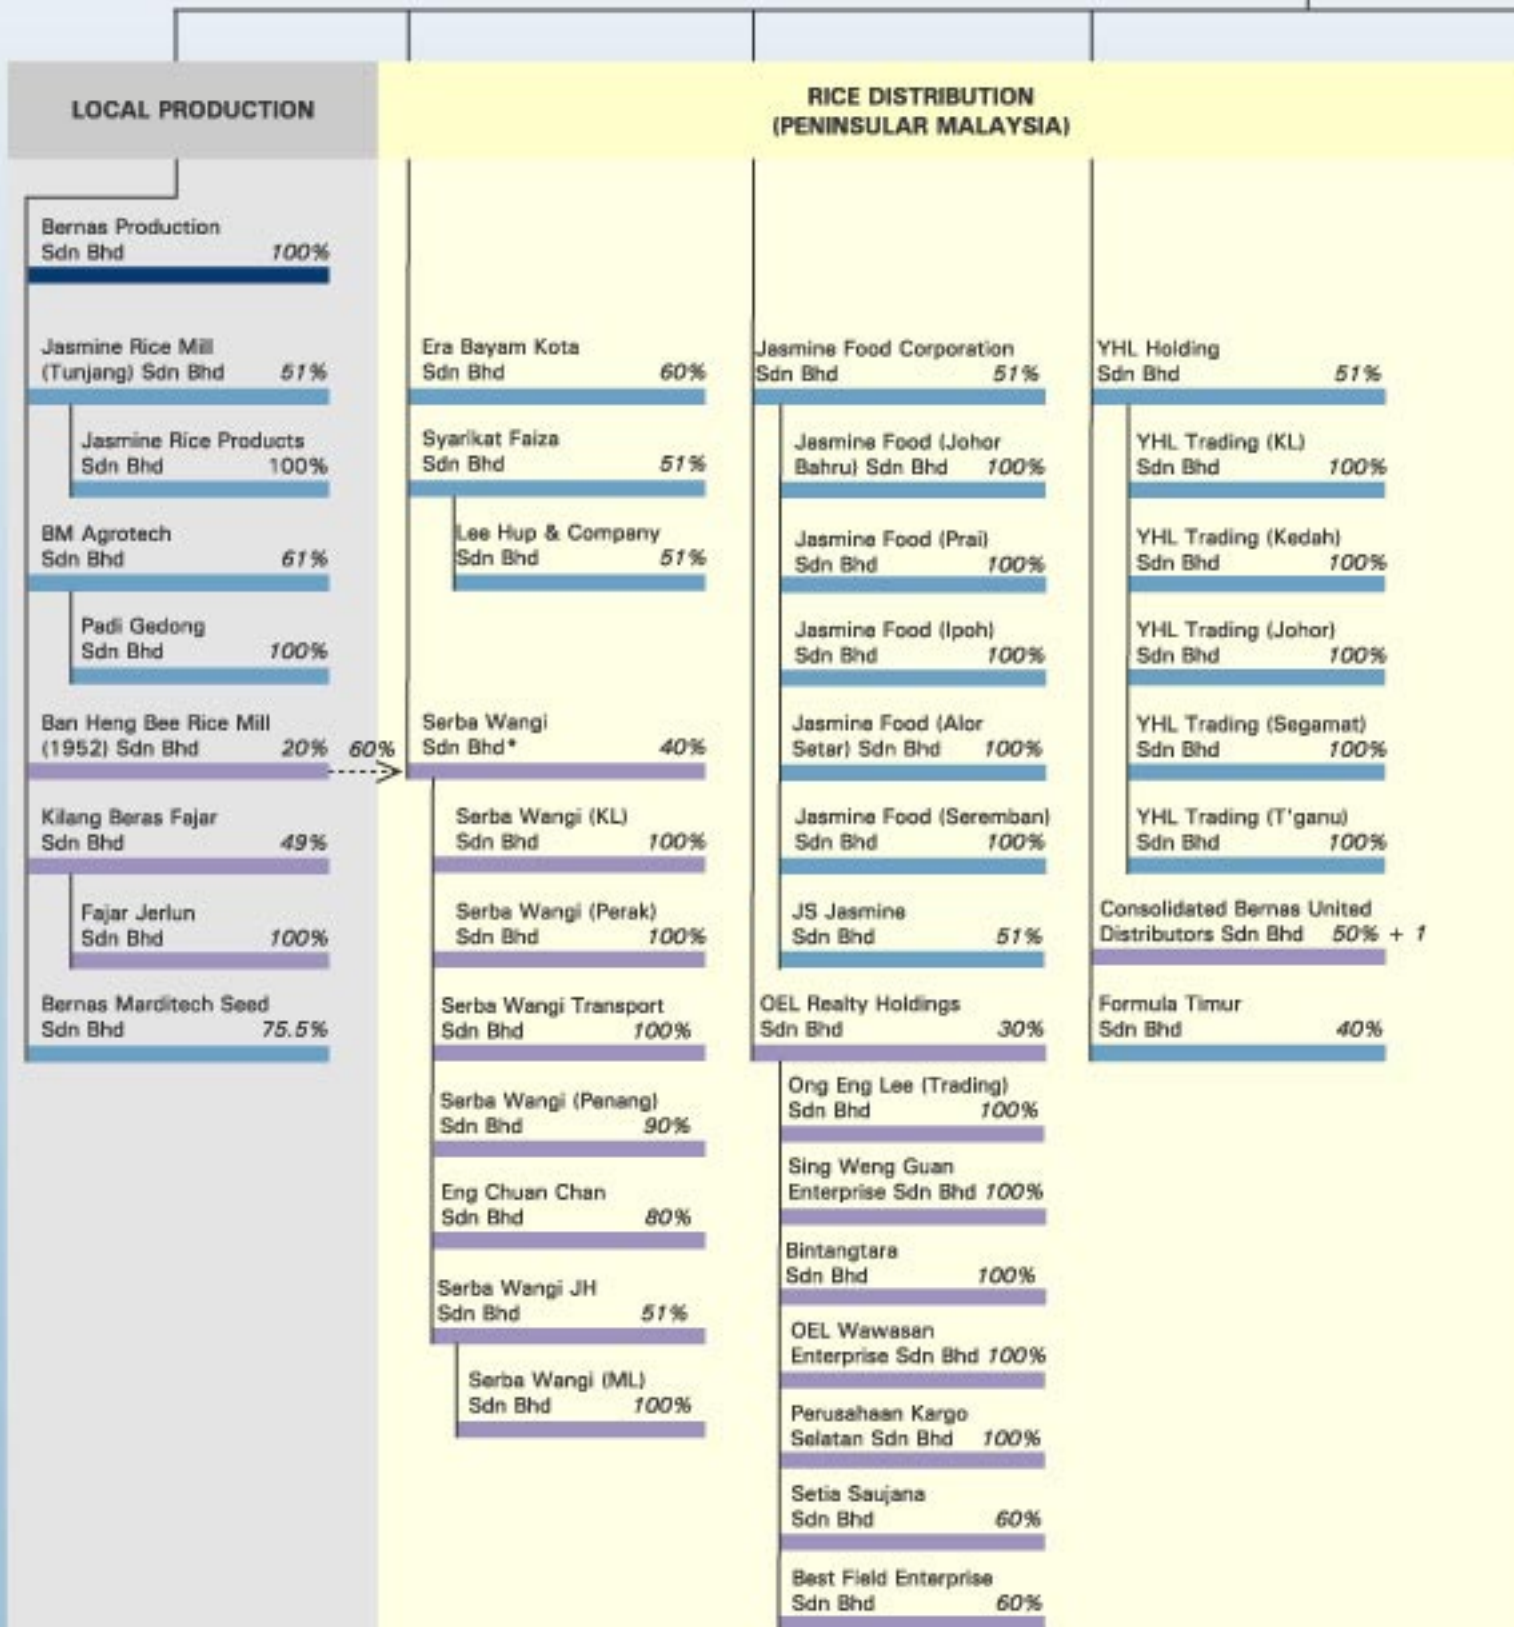 LOCAL PRODUCTION
RICE DISTRIBUTION
(PENINSULAR MALAYSIA)
Bernas Production
Sdn Bhd 100%
Jasmine Rice Mill
(Tunjang) Sdn Bhd 51%
Jasmine Rice Products
Sdn Bhd 100%
BM Agrotech
Sdn Bhd 61%
Padi Gedong
Sdn Bhd 100%
Ban Heng Bee Rice Mill
(1952) Sdn Bhd 20% 60%
Kilang Beras Fajar
Sdn Bhd 49%
Fajar Jerlun
Sdn Bhd 100%
Bernas Marditech Seed
Sdn Bhd 75.5%
Era Bayam Kota
Sdn Bhd 60%
Syarikat Faiza
Sdn Bhd 51%
Lee Hup & Company
Sdn Bhd 51%
Serba Wangi
Sdn Bhd* 40%
Serba Wangi (KL)
Sdn Bhd 100%
Serba Wangi (Perak)
Sdn Bhd 100%
Serba Wangi Transport
Sdn Bhd 100%
Serba Wangi (Penang)
Sdn Bhd 90%
Eng Chuan Chan
Sdn Bhd 80%
Serba Wangi JH
Sdn Bhd 51%
Serba Wangi (ML)
Sdn Bhd 100%
Jasmine Food Corporation
Sdn Bhd 51%
Jasmine Food (Johor
Bahru) Sdn Bhd 100%
Jasmine Food (Prai)
Sdn Bhd 100%
Jasmine Food (Ipoh)
Sdn Bhd 100%
Jasmine Food (Alor
Setar) Sdn Bhd 100%
Jasmine Food (Seremban)
Sdn Bhd 100%
JS Jasmine
Sdn Bhd 51%
OEL Realty Holdings
Sdn Bhd 30%
Ong Eng Lee (Trading)
Sdn Bhd 100%
Sing Weng Guan
Enterprise Sdn Bhd 100%
Bintangtara
Sdn Bhd 100%
OEL Wawasan
Enterprise Sdn Bhd 100%
Perusahaan Kargo
Selatan Sdn Bhd 100%
Setia Saujana
Sdn Bhd 60%
Best Field Enterprise
Sdn Bhd 60%
YHL Holding
Sdn Bhd 51%
YHL Trading (KL)
Sdn Bhd 100%
YHL Trading (Kedah)
Sdn Bhd 100%
YHL Trading (Johor)
Sdn Bhd 100%
YHL Trading (Segamat)
Sdn Bhd 100%
YHL Trading (T'ganu)
Sdn Bhd 100%
Consolidated Bernas United
Distributors Sdn Bhd 50% + 1
Formula Timur
Sdn Bhd 40%